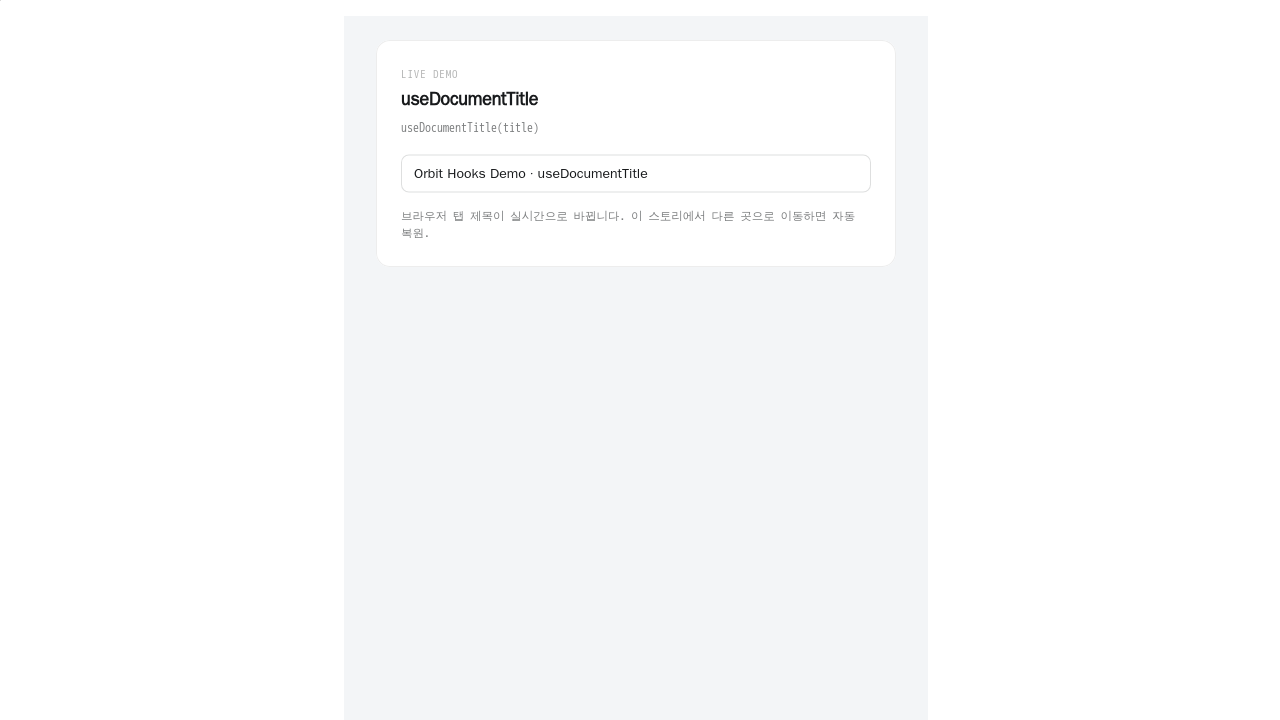 LIVE DEMO
useDocumentTitle
useDocumentTitle(title)
Orbit Hooks Demo · useDocumentTitle
브라우저 탭 제목이 실시간으로 바뀝니다. 이 스토리에서 다른 곳으로 이동하면 자동
복원.